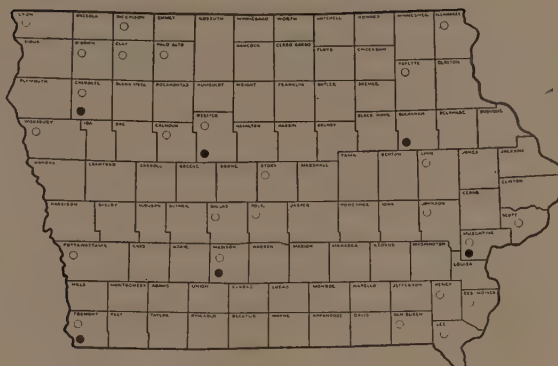 LYON OSCEOLA DICKINSON EMMET KOSSUTH WINNEBAGO WORTH MITCHELL HOWARD WINNESHIEK ALLAMAKEE
SIOUX O'BRIEN CLAY PALO ALTO HANCOCK CERRO GORDO FLOYD CHICKASAW
FAYETTE CLAYTON
PLYMOUTH CHEROKEE BUENA VISTA POCAHONTAS HUMBOLDT WRIGHT FRANKLIN BUTLER BREMER
WOODBURY IDA SAC CALHOUN WEBSTER HAMILTON HARDIN GRUNDY BLACK HAWK BUCHANAN DELAWARE DUBUQUE
MONONA CRAWFORD CARROLL GREENE BOONE STORY MARSHALL TAMA BENTON LINN JONES JACKSON
CLINTON
CEDAR
HARRISON SHELBY AUDUBON GUTHRIE DALLAS POLK JASPER POWESHIEK IOWA JOHNSON SCOTT
MUSCATINE
POTTAWATTAMIE CASS ADAIR MADISON WARREN MARION MAHASKA KEOKUK WASHINGTON
LOUISA
MILLS MONTGOMERY ADAMS UNION CLARKE LUCAS MONROE WAPELLO JEFFERSON HENRY
DES MOINES
FREMONT PAGE TAYLOR RINGGOLD DECATUR WAYNE APPANOOSE DAVIS VAN BUREN
LEE